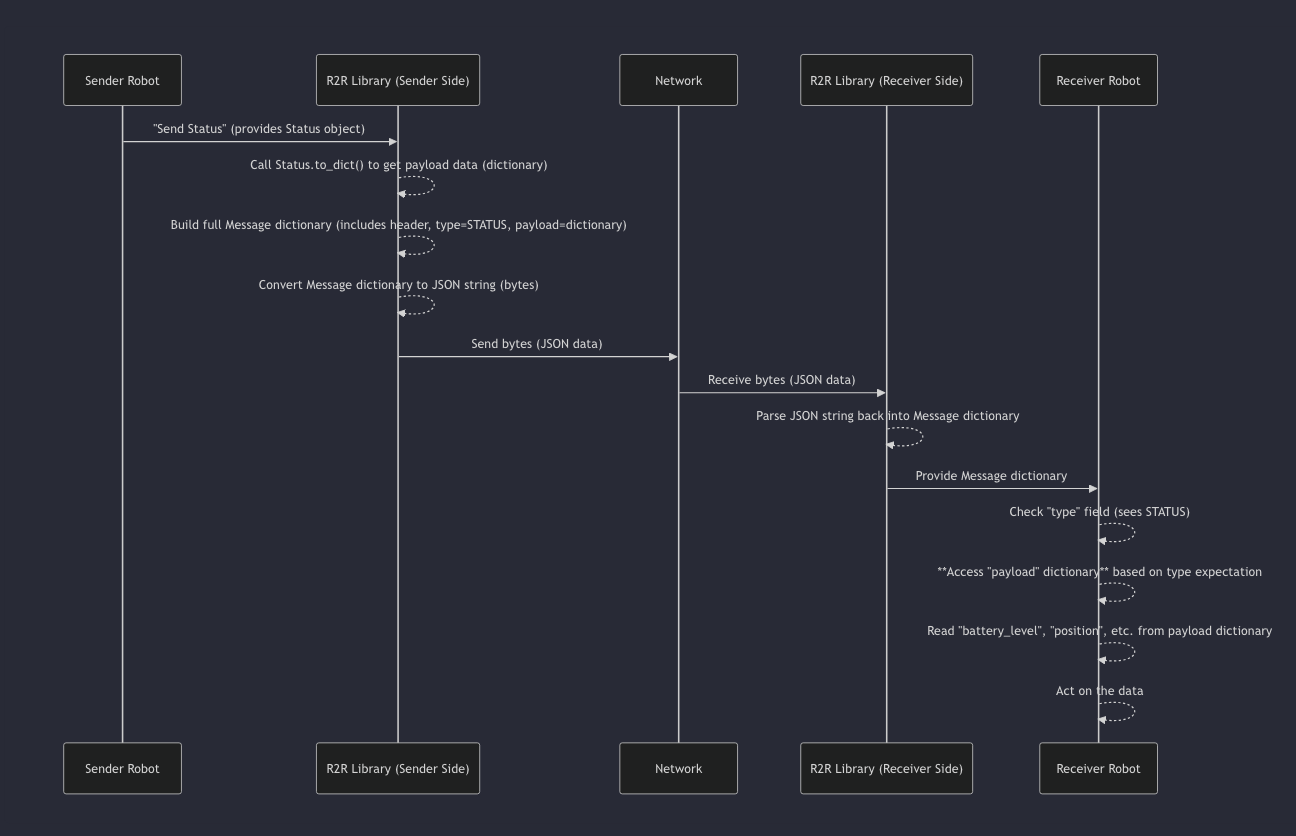 Sender Robot
R2R Library (Sender Side)
Network
R2R Library (Receiver Side)
Receiver Robot
"Send Status" (provides Status object)
Call Status.to_dict() to get payload data (dictionary)
Build full Message dictionary (includes header, type=STATUS, payload=dictionary)
Convert Message dictionary to JSON string (bytes)
Send bytes (JSON data)
Receive bytes (JSON data)
Parse JSON string back into Message dictionary
Provide Message dictionary
Check "type" field (sees STATUS)
**Access "payload" dictionary** based on type expectation
Read "battery_level", "position", etc. from payload dictionary
Act on the data
Sender Robot
R2R Library (Sender Side)
Network
R2R Library (Receiver Side)
Receiver Robot